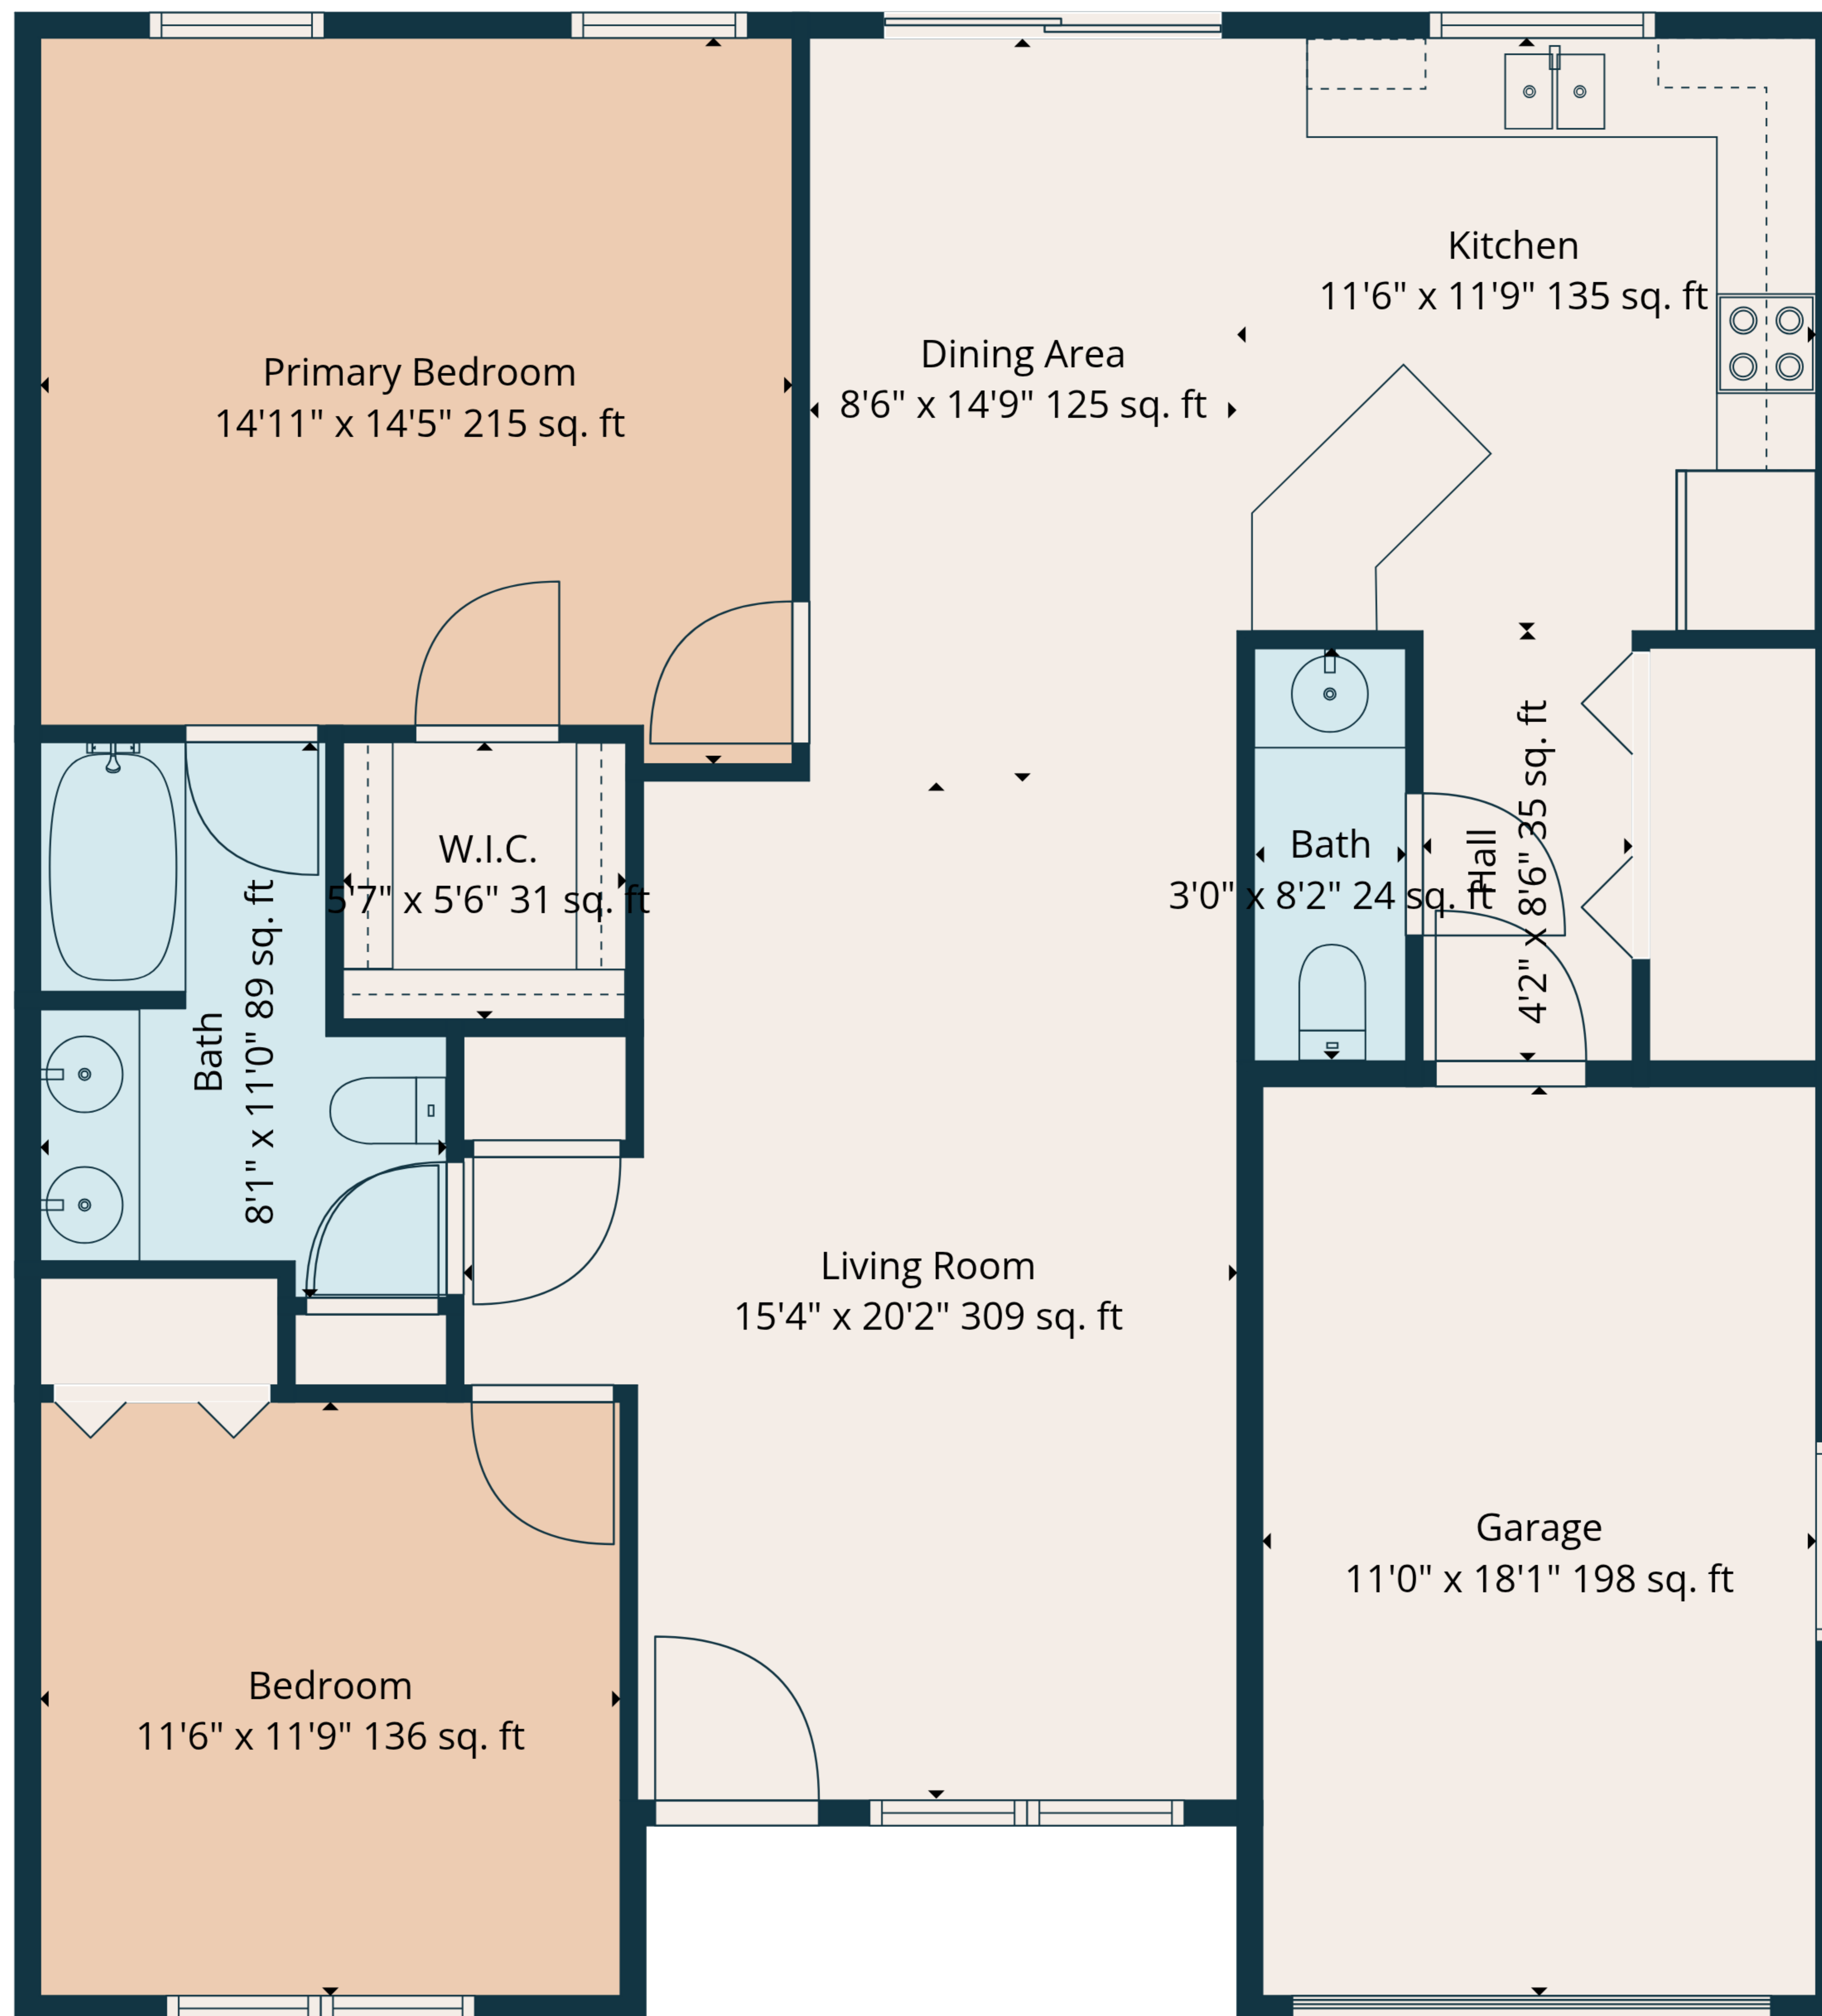 Kitchen
11'6" x 11'9" 135 sq. ft
Dining Area
8'6" x 14'9" 125 sq. ft
Primary Bedroom
14'11" x 14'5" 215 sq. ft
W.I.C.
5'7" x 5'6" 31 sq. ft
Bath
3'0" x 8'2" 24 sq. ft
Hall
4'2" x 8'6" 35 sq. ft
Bath
8'1" x 11'0" 89 sq. ft
Living Room
15'4" x 20'2" 309 sq. ft
Garage
11'0" x 18'1" 198 sq. ft
Bedroom
11'6" x 11'9" 136 sq. ft